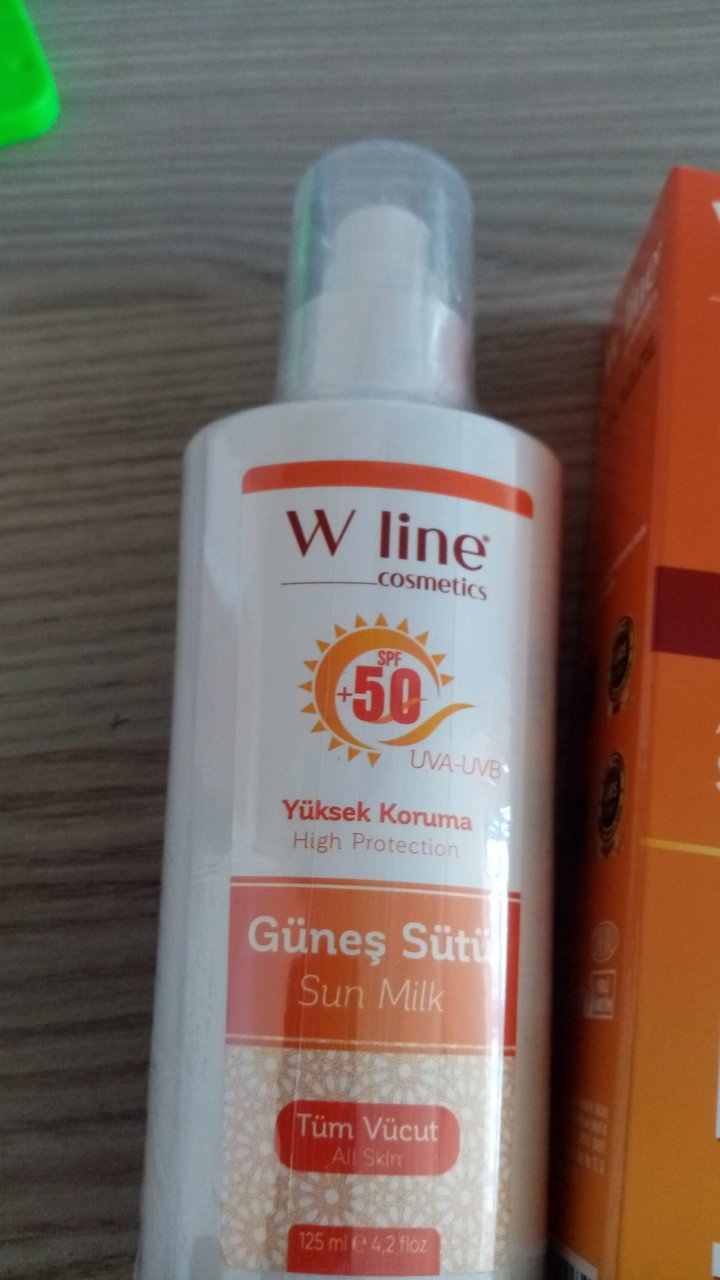 W line®
cosmetics
SPF
+50
UVA-UVB
Yüksek Koruma
High Protection
Güneş Sütü
Sun Milk
Tüm Vücut
All Skin
125 ml ℮ 4,2 floz